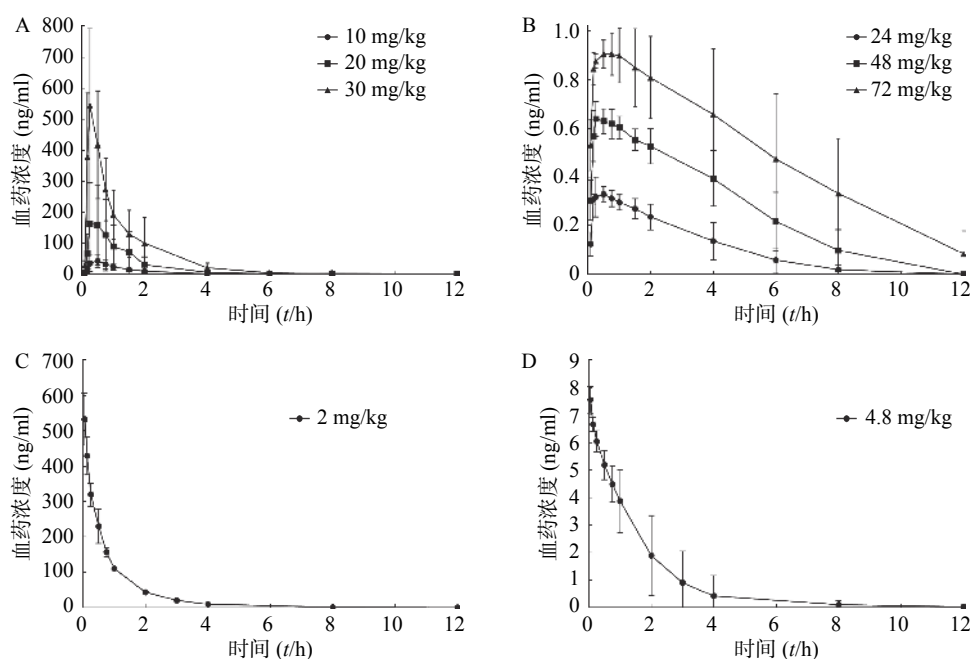 A
800
700
600
500
400
300
200
100
0
血药浓度 (ng/ml)
10 mg/kg
20 mg/kg
30 mg/kg
0 2 4 6 8 10 12
时间 (t/h)
B
1.0
0.8
0.6
0.4
0.2
0
血药浓度 (ng/ml)
24 mg/kg
48 mg/kg
72 mg/kg
0 2 4 6 8 10 12
时间 (t/h)
C
700
600
500
400
300
200
100
0
血药浓度 (ng/ml)
2 mg/kg
0 2 4 6 8 10 12
时间 (t/h)
D
9
8
7
6
5
4
3
2
1
0
血药浓度 (ng/ml)
4.8 mg/kg
0 2 4 6 8 10 12
时间 (t/h)